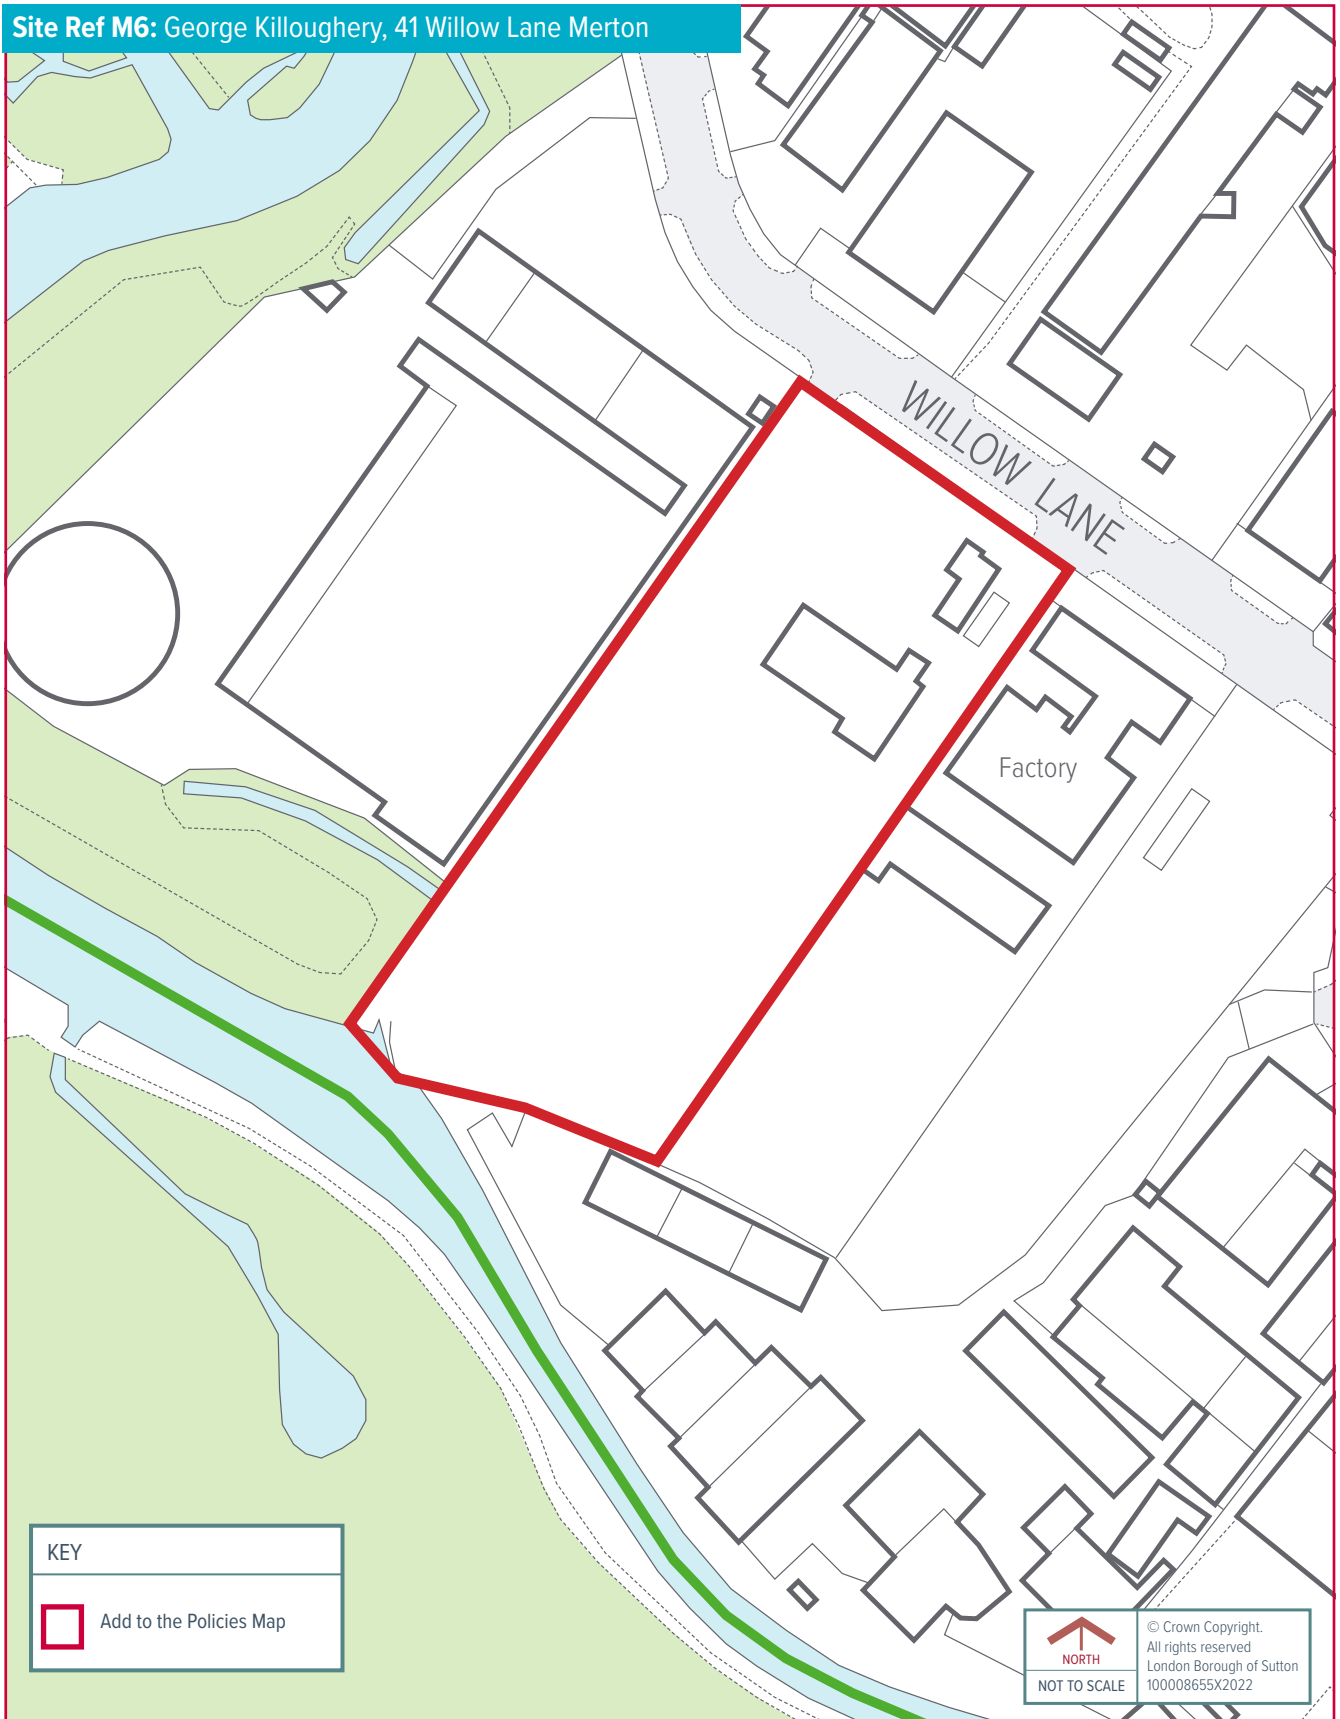 Site Ref M6: George Killoughery, 41 Willow Lane Merton
WILLOW LANE
Factory
KEY
Add to the Policies Map
NORTH
NOT TO SCALE
© Crown Copyright.
All rights reserved
London Borough of Sutton
100008655X2022